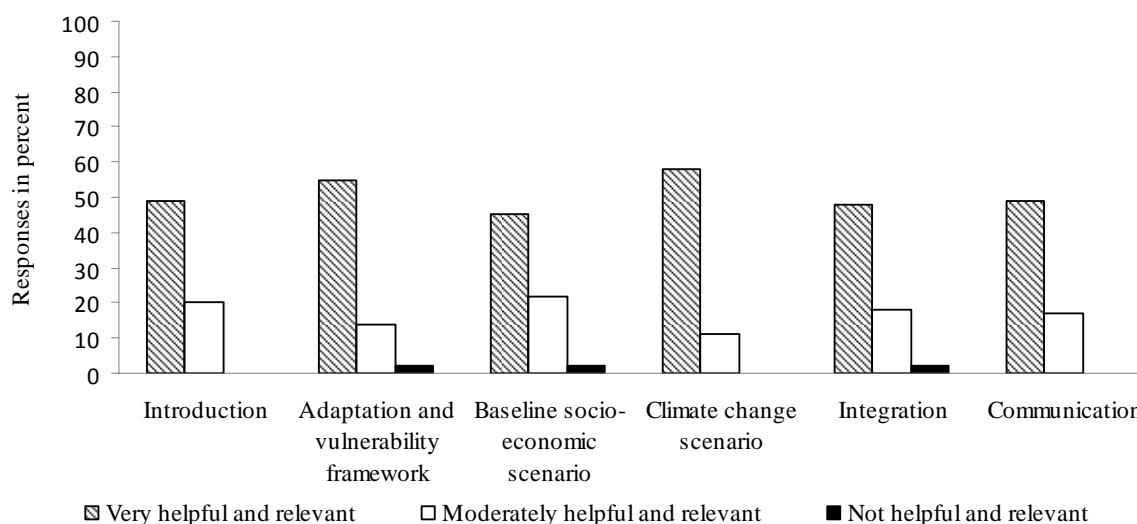 100
90
80
70
60
50
40
30
20
10
0
Responses in percent
Introduction
Adaptation and
vulnerability
framework
Baseline socio-
economic
scenario
Climate change
scenario
Integration
Communication
Very helpful and relevant
Moderately helpful and relevant
Not helpful and relevant